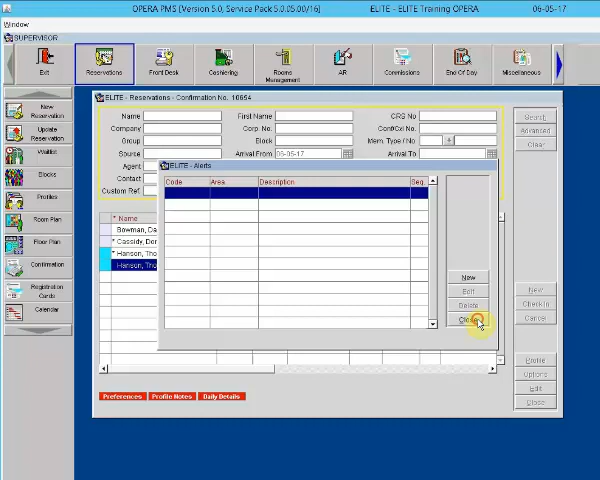 OPERA PMS [Version 5.0, Service Pack 5.0.05.00/16]
ELITE - ELITE Training OPERA
06-05-17
Window
SUPERVISOR
Exit
Reservations
Front Desk
Cashiering
Rooms
Management
AR
Commissions
End Of Day
Miscellaneous
New
Reservation
Update
Reservation
Waitlist
Blocks
Profiles
Room Plan
Floor Plan
Confirmation
Registration
Cards
Calendar
ELITE - Reservations - Confirmation No. 10654
Name
First Name
CRS No
Search
Company
Corp. No.
Conf/Cxl No.
Advanced
Group
Block
Mem. Type / No
Clear
Source
Arrival From
06-05-17
Arrival To
Agent
Contact
Custom Ref.
ELITE - Alerts
Code
Area
Description
Seq.
* Name
Bowman, Da
* Cassidy, Dor
* Hanson, Tho
Hanson, Tho
New
Edit
Delete
Close
New
Check In
Cancel
Profile
Options
Edit
Close
Preferences
Profile Notes
Daily Details